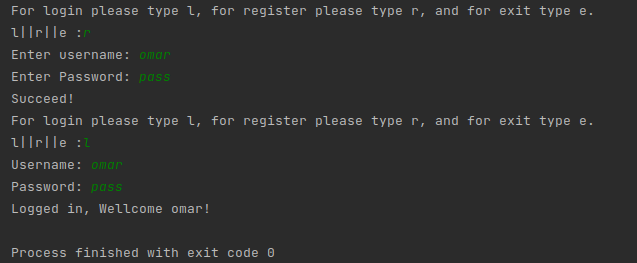 For login please type l, for register please type r, and for exit type e.
l||r||e :r
Enter username: omar
Enter Password: pass
Succeed!
For login please type l, for register please type r, and for exit type e.
l||r||e :l
Username: omar
Password: pass
Logged in, Wellcome omar!
Process finished with exit code 0